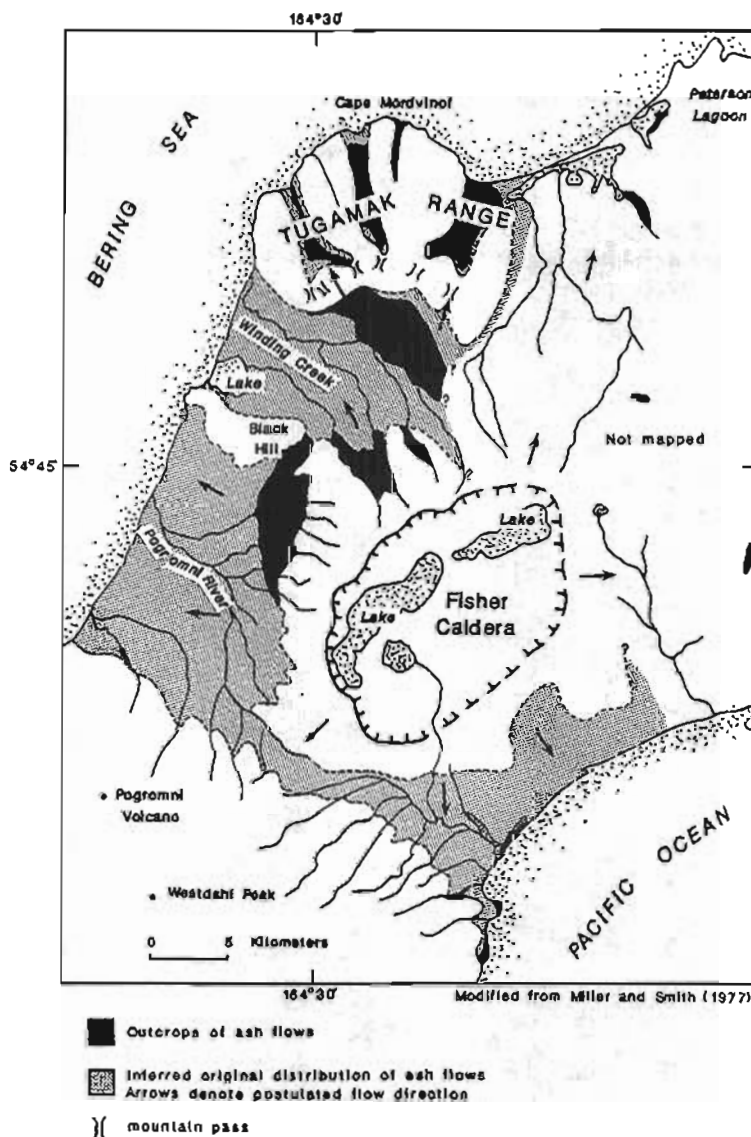 164°30'
Cape Mordvinof
Peterson
Lagoon
BERING SEA
TUGAMAK RANGE
Winding Creek
Lake
Black
Hill
54°45'
Not mapped
Lake
Pogromni River
Fisher
Caldera
Lake
?
?
?
Pogromni
Volcano
Westdahl Peak
PACIFIC OCEAN
0 5 Kilometers
164°30'
Modified from Miller and Smith (1977)
Outcrops of ash flows
Inferred original distribution of ash flows
Arrows denote postulated flow direction
mountain pass